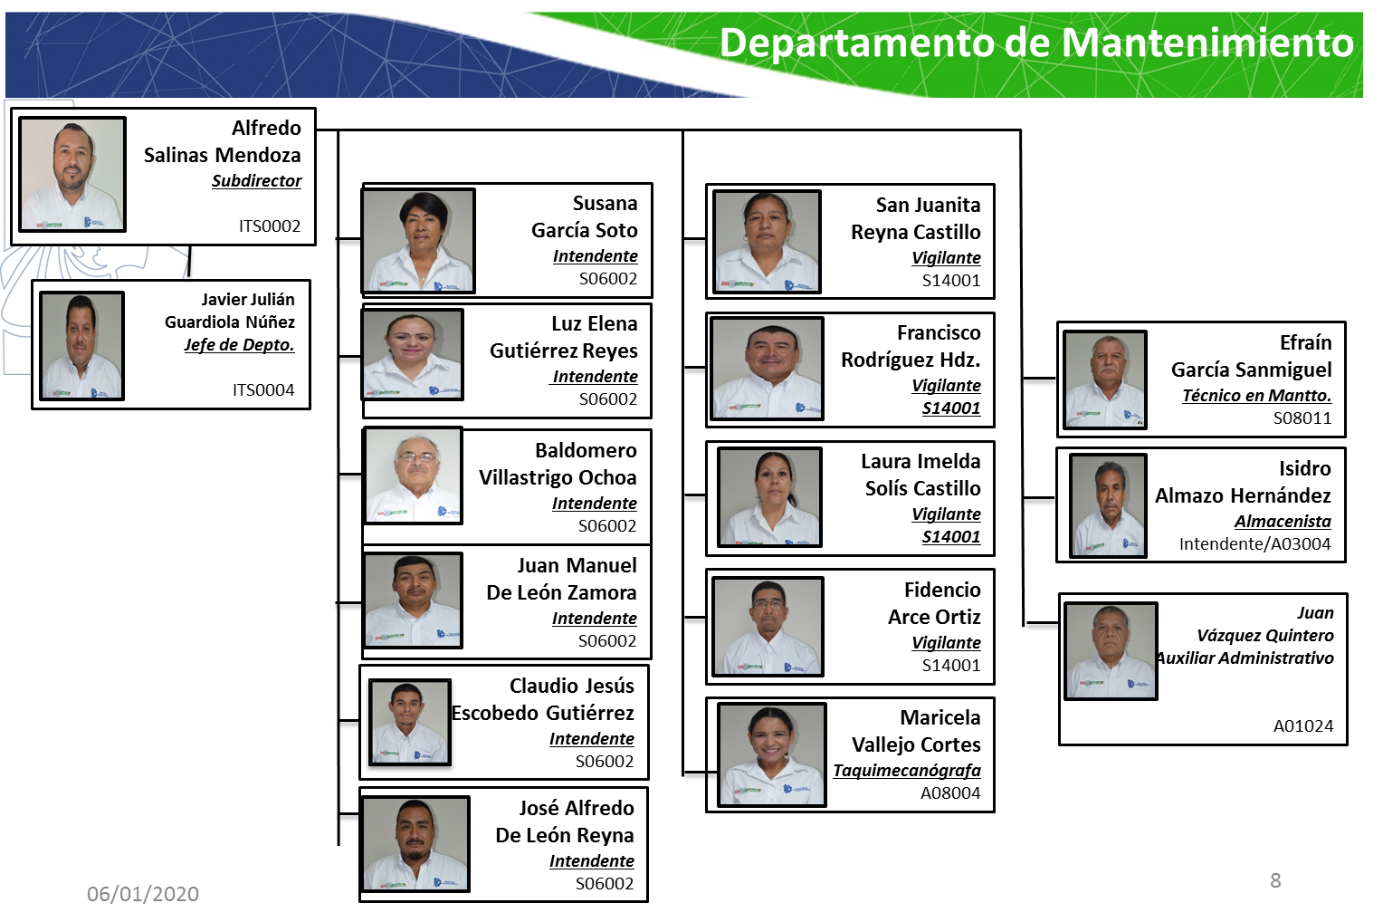 Departamento de Mantenimiento
Alfredo
Salinas Mendoza
Subdirector
ITS0002
Javier Julián
Guardiola Núñez
Jefe de Depto.
ITS0004
Susana
García Soto
Intendente
S06002
Luz Elena
Gutiérrez Reyes
Intendente
S06002
Baldomero
Villastrigo Ochoa
Intendente
S06002
Juan Manuel
De León Zamora
Intendente
S06002
Claudio Jesús
Escobedo Gutiérrez
Intendente
S06002
José Alfredo
De León Reyna
Intendente
S06002
San Juanita
Reyna Castillo
Vigilante
S14001
Francisco
Rodríguez Hdz.
Vigilante
S14001
Laura Imelda
Solís Castillo
Vigilante
S14001
Fidencio
Arce Ortiz
Vigilante
S14001
Maricela
Vallejo Cortes
Taquimecanógrafa
A08004
Efraín
García Sanmiguel
Técnico en Mantto.
S08011
Isidro
Almazo Hernández
Almacenista
Intendente/A03004
Juan
Vázquez Quintero
Auxiliar Administrativo
A01024
06/01/2020
8